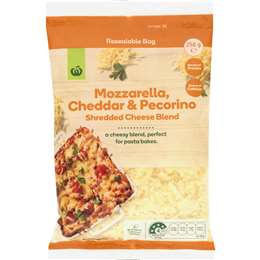 Resealable Bag
250 g
Mozzarella,
Cheddar & Pecorino
Shredded Cheese Blend
a cheesy blend, perfect
for pasta bakes.